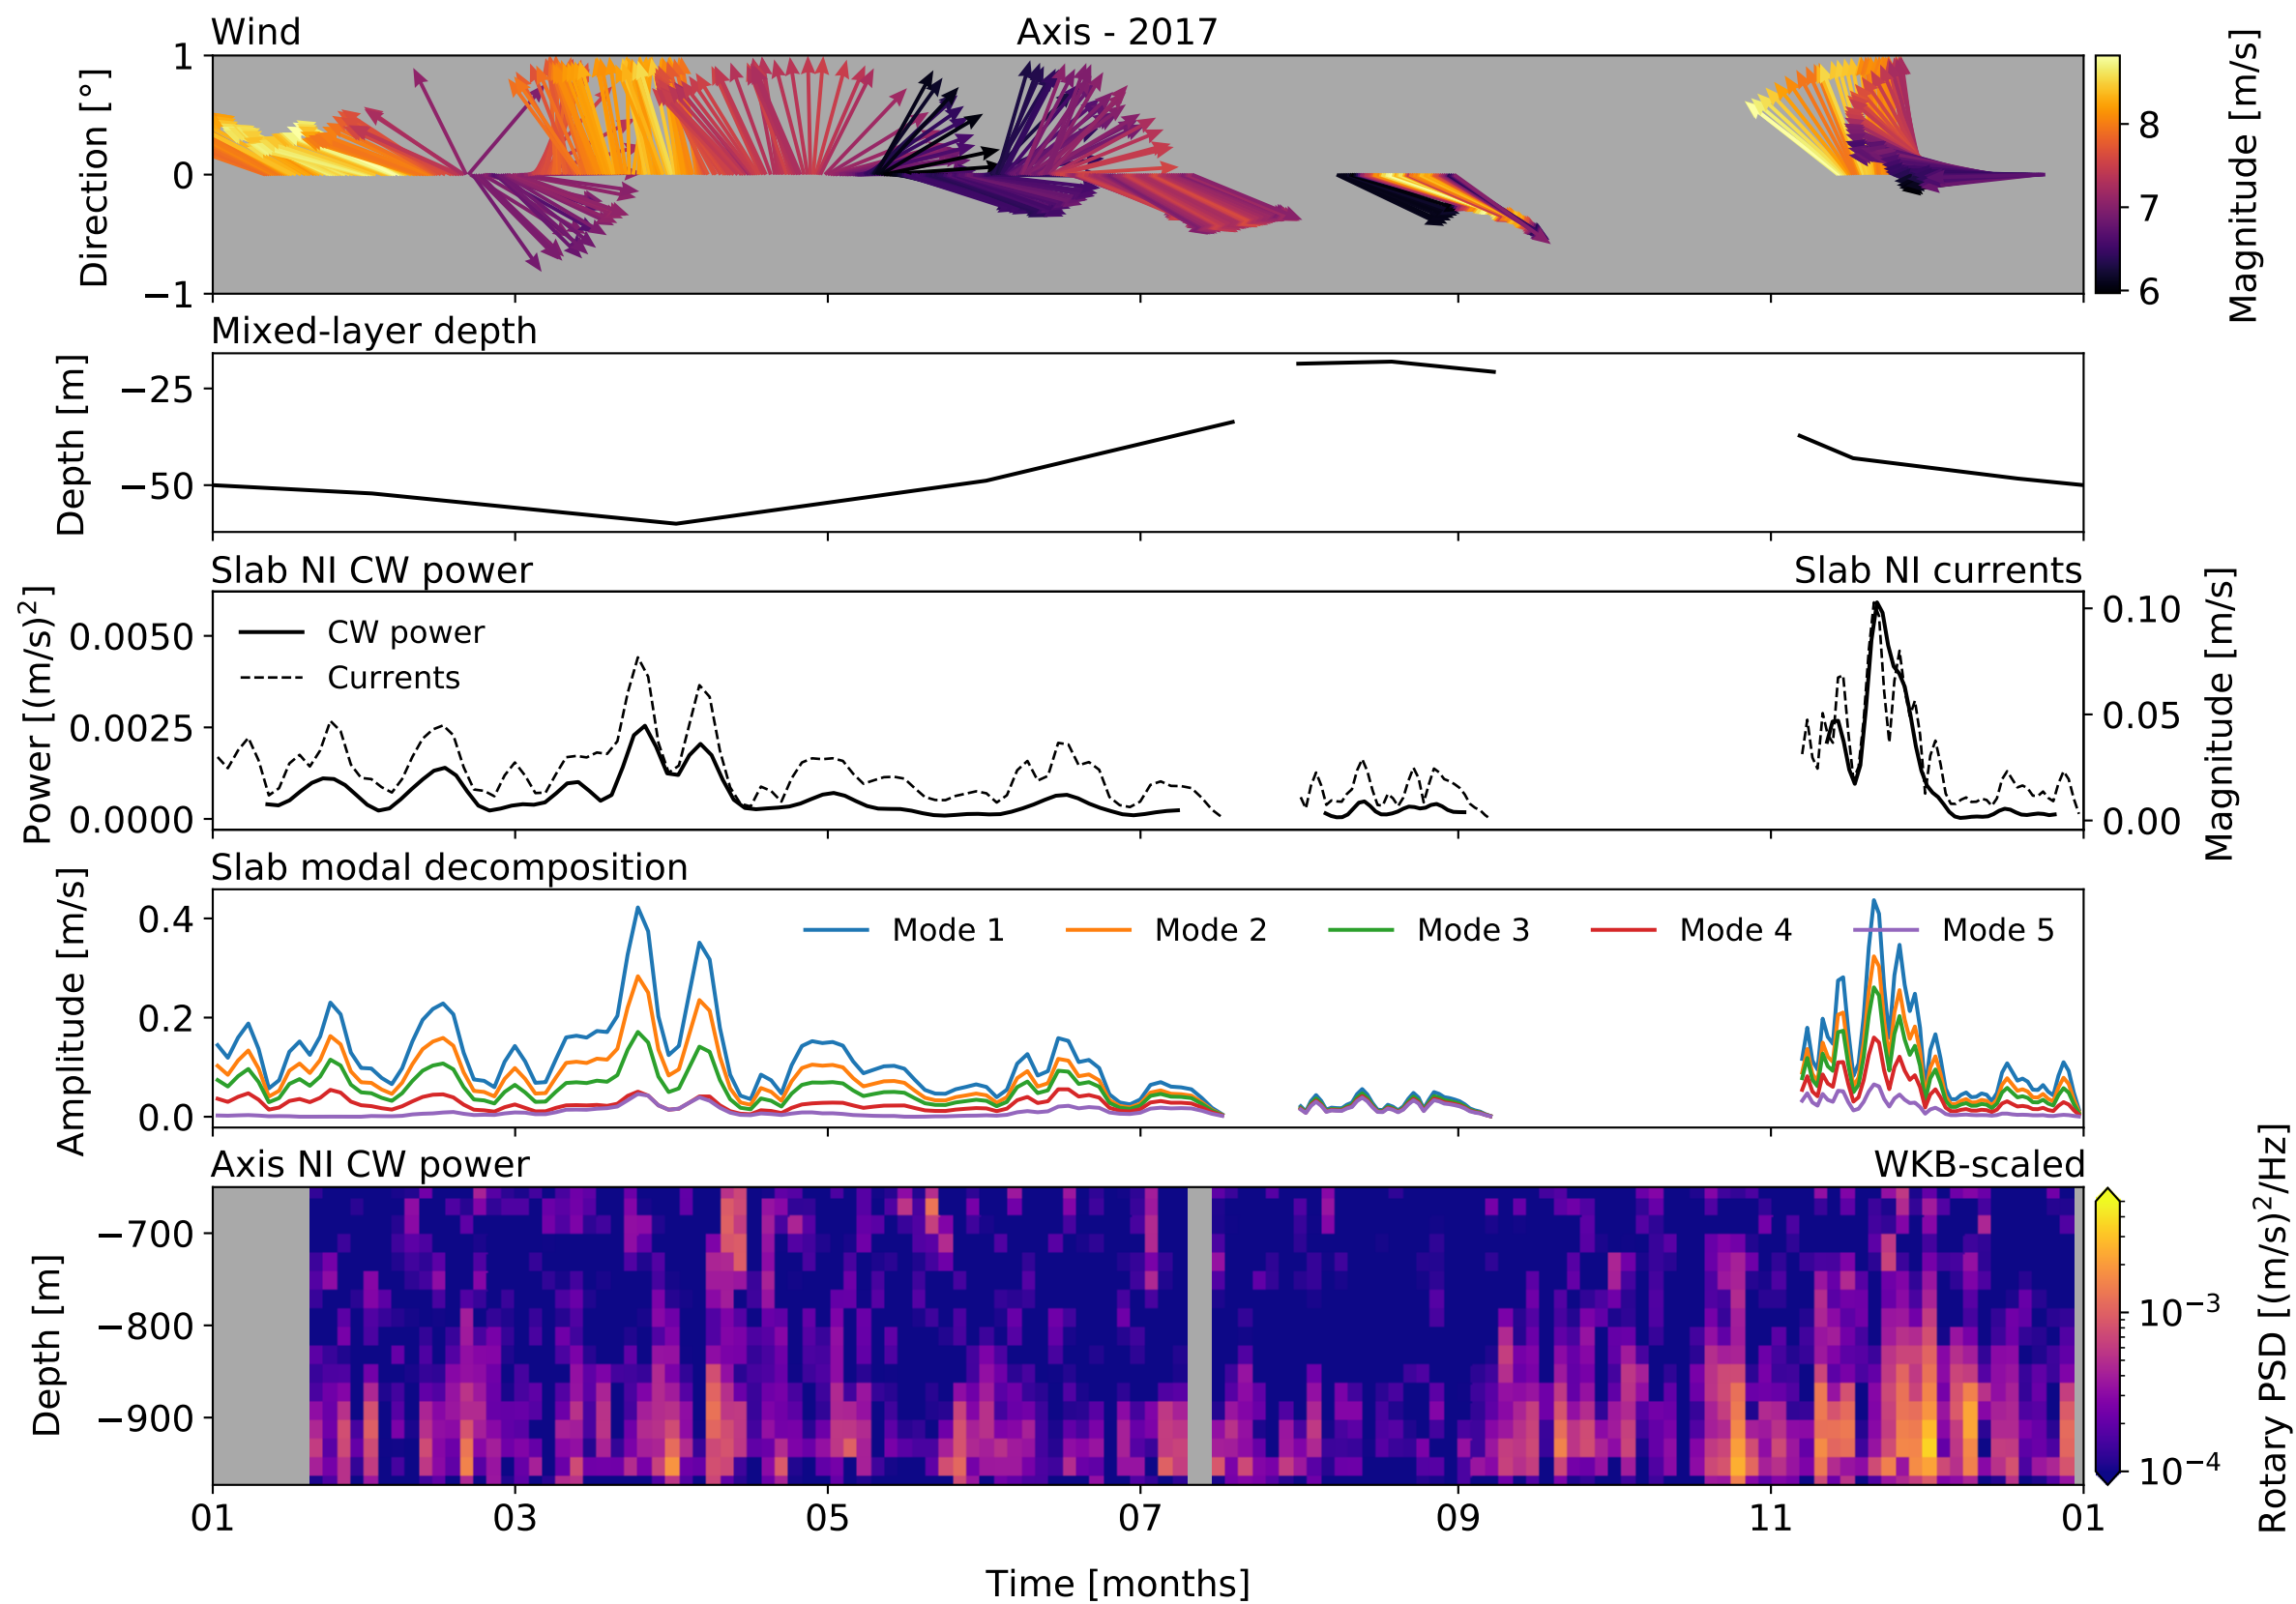 Wind
Axis - 2017
1
0
−1
Direction [°]
8
7
6
Magnitude [m/s]
Mixed-layer depth
−25
−50
Depth [m]
Slab NI CW power
Slab NI currents
0.0050
0.0025
0.0000
Power [(m/s)²]
CW power
Currents
0.10
0.05
0.00
Magnitude [m/s]
Slab modal decomposition
0.4
0.2
0.0
Amplitude [m/s]
Mode 1
Mode 2
Mode 3
Mode 4
Mode 5
Axis NI CW power
WKB-scaled
−700
−800
−900
Depth [m]
10⁻³
10⁻⁴
Rotary PSD [(m/s)²/Hz]
01
03
05
07
09
11
01
Time [months]